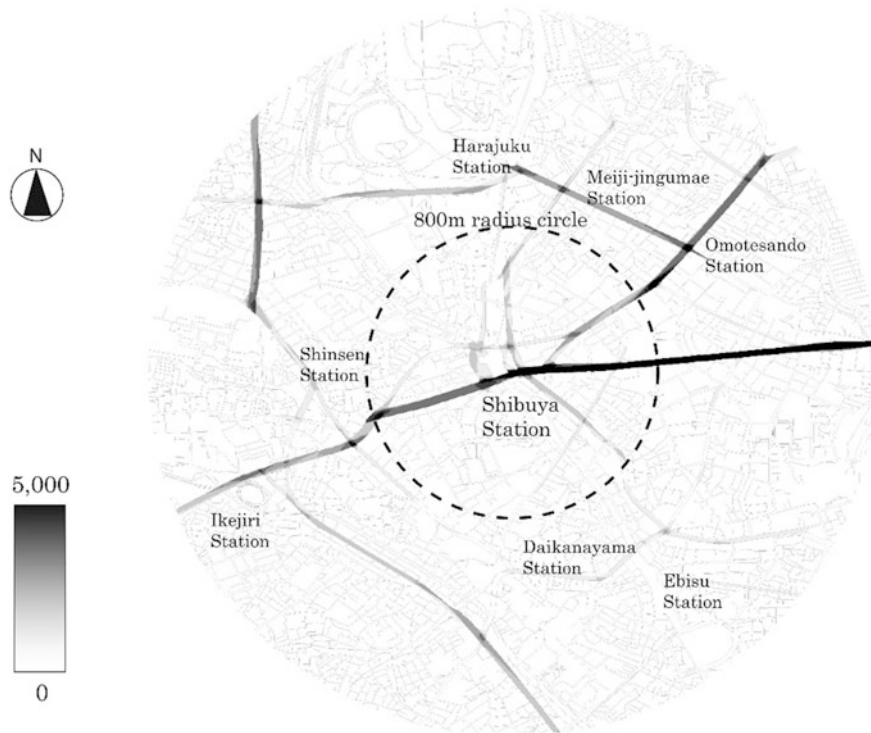 N
Harajuku
Station
Meiji-jingumae
Station
800m radius circle
Omotesando
Station
Shinsen
Station
Shibuya
Station
5,000
0
Ikejiri
Station
Daikanayama
Station
Ebisu
Station